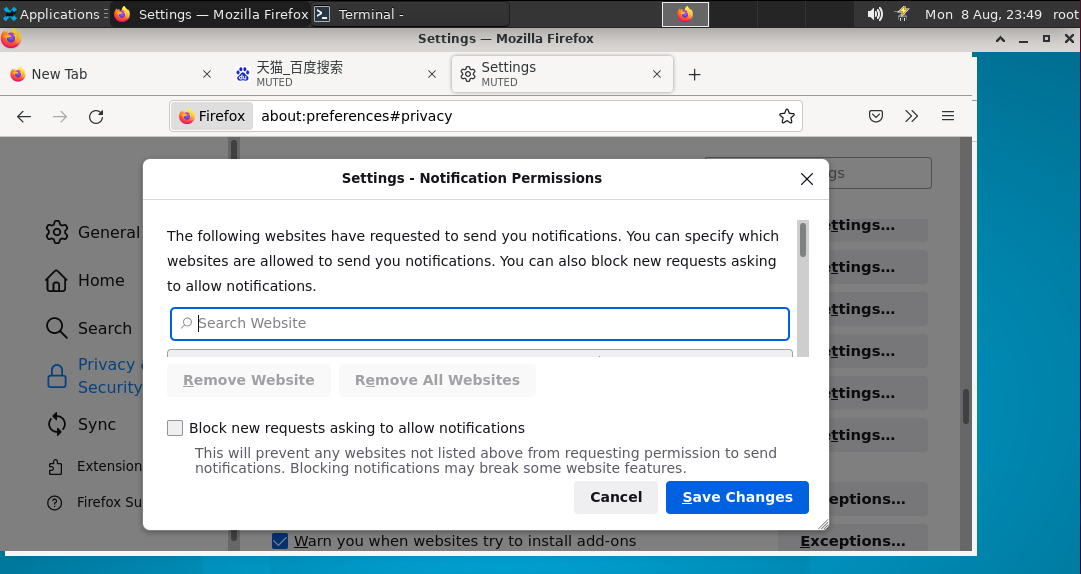 Applications
Settings — Mozilla Firefox
Terminal -
Mon 8 Aug, 23:49
root
Settings — Mozilla Firefox
New Tab
天猫_百度搜索
MUTED
Settings
MUTED
Firefox
about:preferences#privacy
gs
General
Home
Search
Privacy &
Security
Sync
Extension
Firefox Su
Settings - Notification Permissions
The following websites have requested to send you notifications. You can specify which
websites are allowed to send you notifications. You can also block new requests asking
to allow notifications.
Search Website
Remove Website
Remove All Websites
Block new requests asking to allow notifications
This will prevent any websites not listed above from requesting permission to send
notifications. Blocking notifications may break some website features.
Cancel
Save Changes
ttings...
ttings...
ttings...
ttings...
ttings...
ttings...
ceptions...
Warn you when websites try to install add-ons
Exceptions...